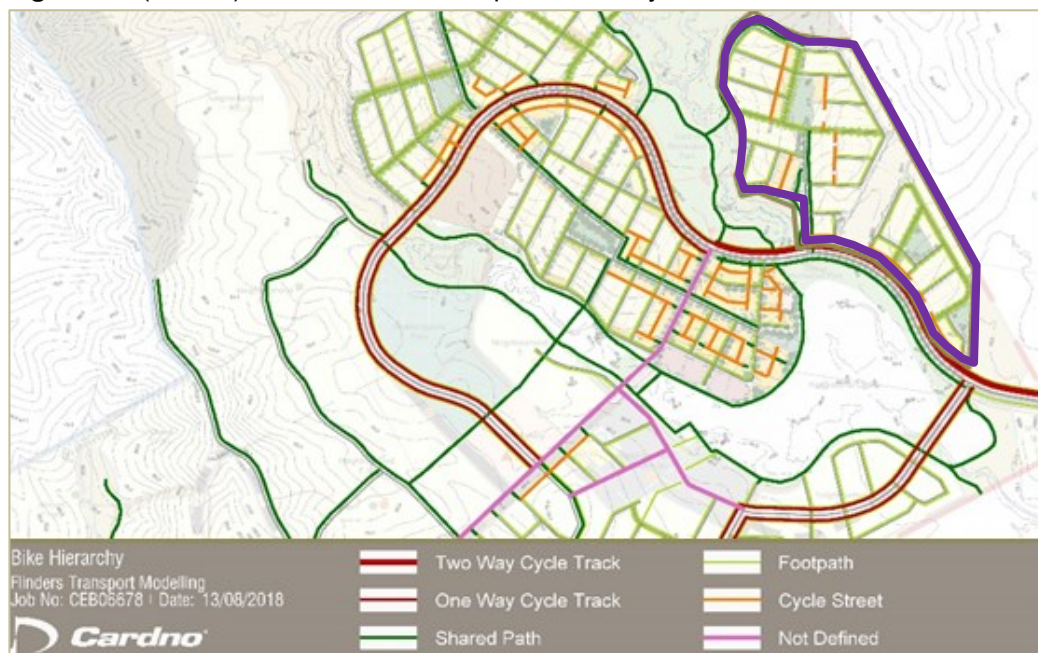 Bike Hierarchy
Flinders Transport Modelling
Job No: CEB06678 | Date: 13/08/2018
Cardno
Two Way Cycle Track
One Way Cycle Track
Shared Path
Footpath
Cycle Street
Not Defined